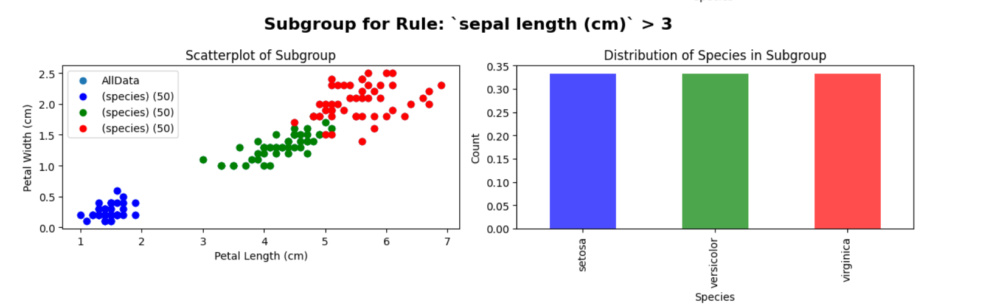 Subgroup for Rule: `sepal length (cm)` > 3
Scatterplot of Subgroup
AllData
(species) (50)
(species) (50)
(species) (50)
2.5
2.0
1.5
1.0
0.5
0.0
Petal Width (cm)
1 2 3 4 5 6 7
Petal Length (cm)
Distribution of Species in Subgroup
0.35
0.30
0.25
0.20
0.15
0.10
0.05
0.00
Count
setosa
versicolor
virginica
Species